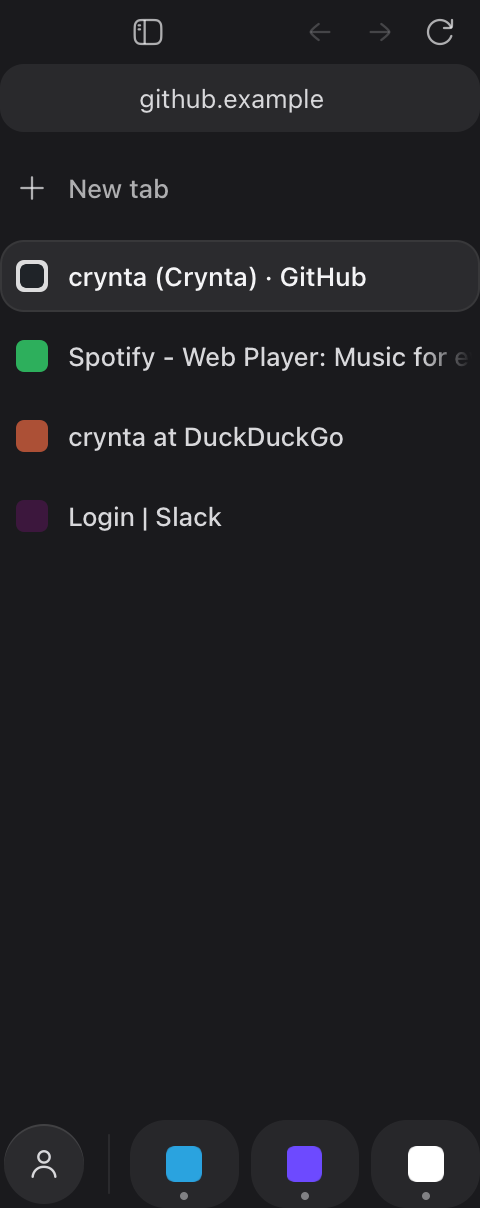 github.example
New tab
crynta (Crynta) · GitHub
Spotify - Web Player: Music for e
crynta at DuckDuckGo
Login | Slack